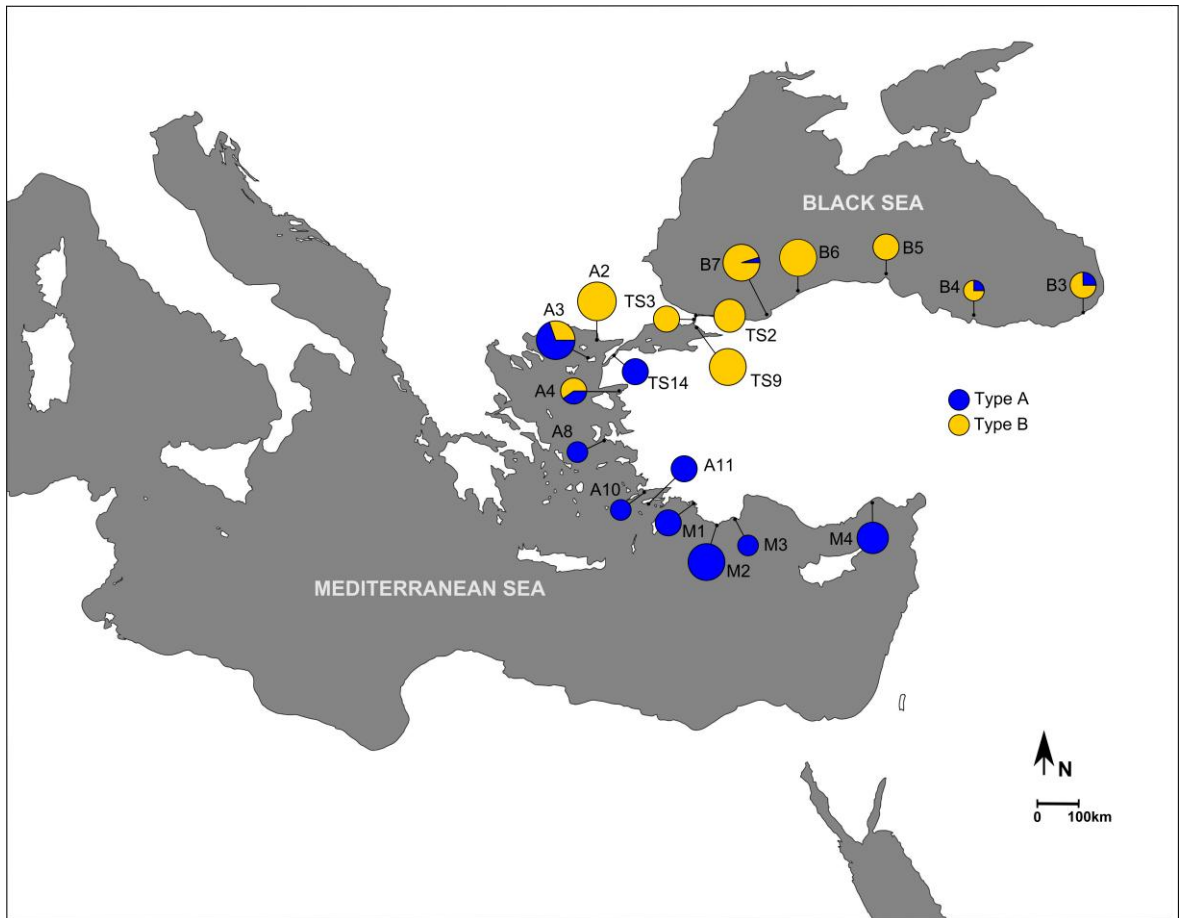 BLACK SEA
B7
B6
B5
B4
B3
A2
TS3
A3
TS2
TS9
TS14
A4
A8
A11
A10
M1
M2
M3
M4
Type A
Type B
MEDITERRANEAN SEA
N
0 100km